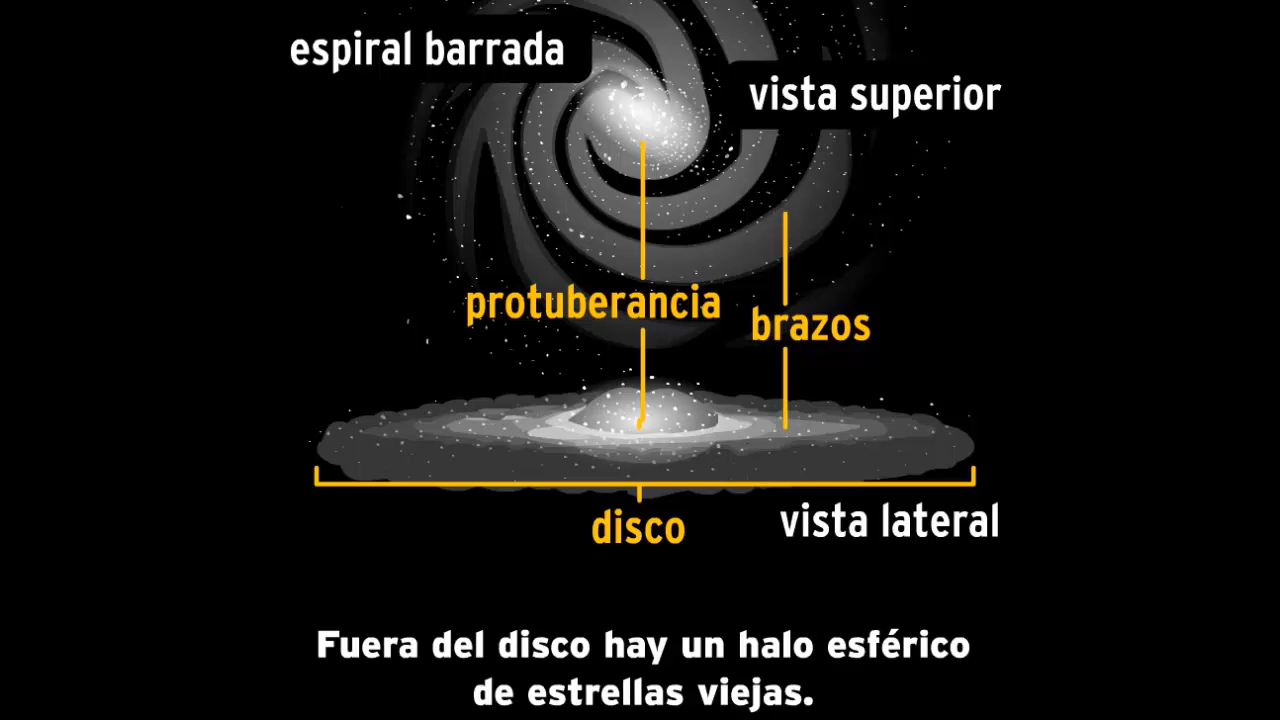 espiral barrada
vista superior
protuberancia
brazos
disco
vista lateral
Fuera del disco hay un halo esférico
de estrellas viejas.